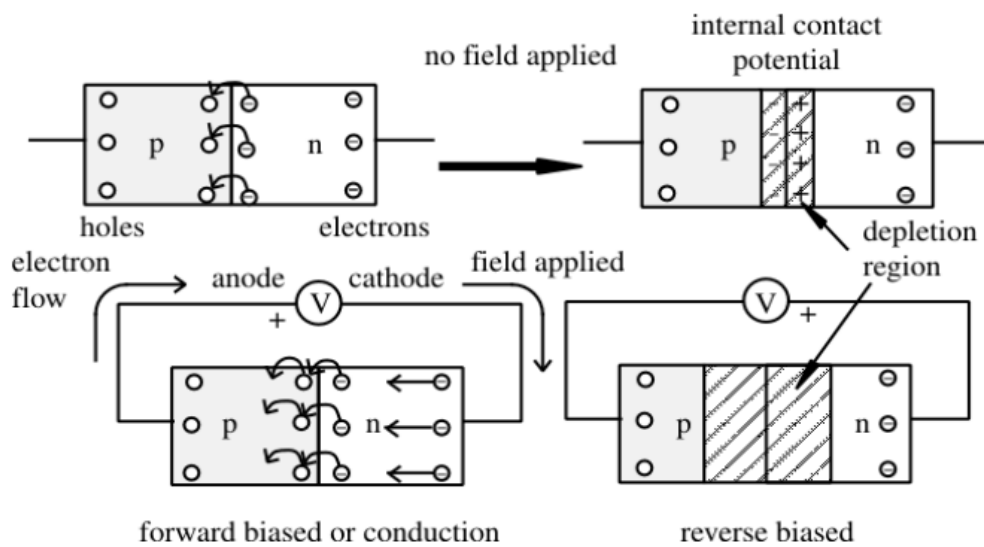 internal contact
potential
no field applied
p
n
p
n
holes
electrons
depletion
region
electron
flow
anode
cathode
field applied
V
+
V
+
p
n
p
n
forward biased or conduction
reverse biased